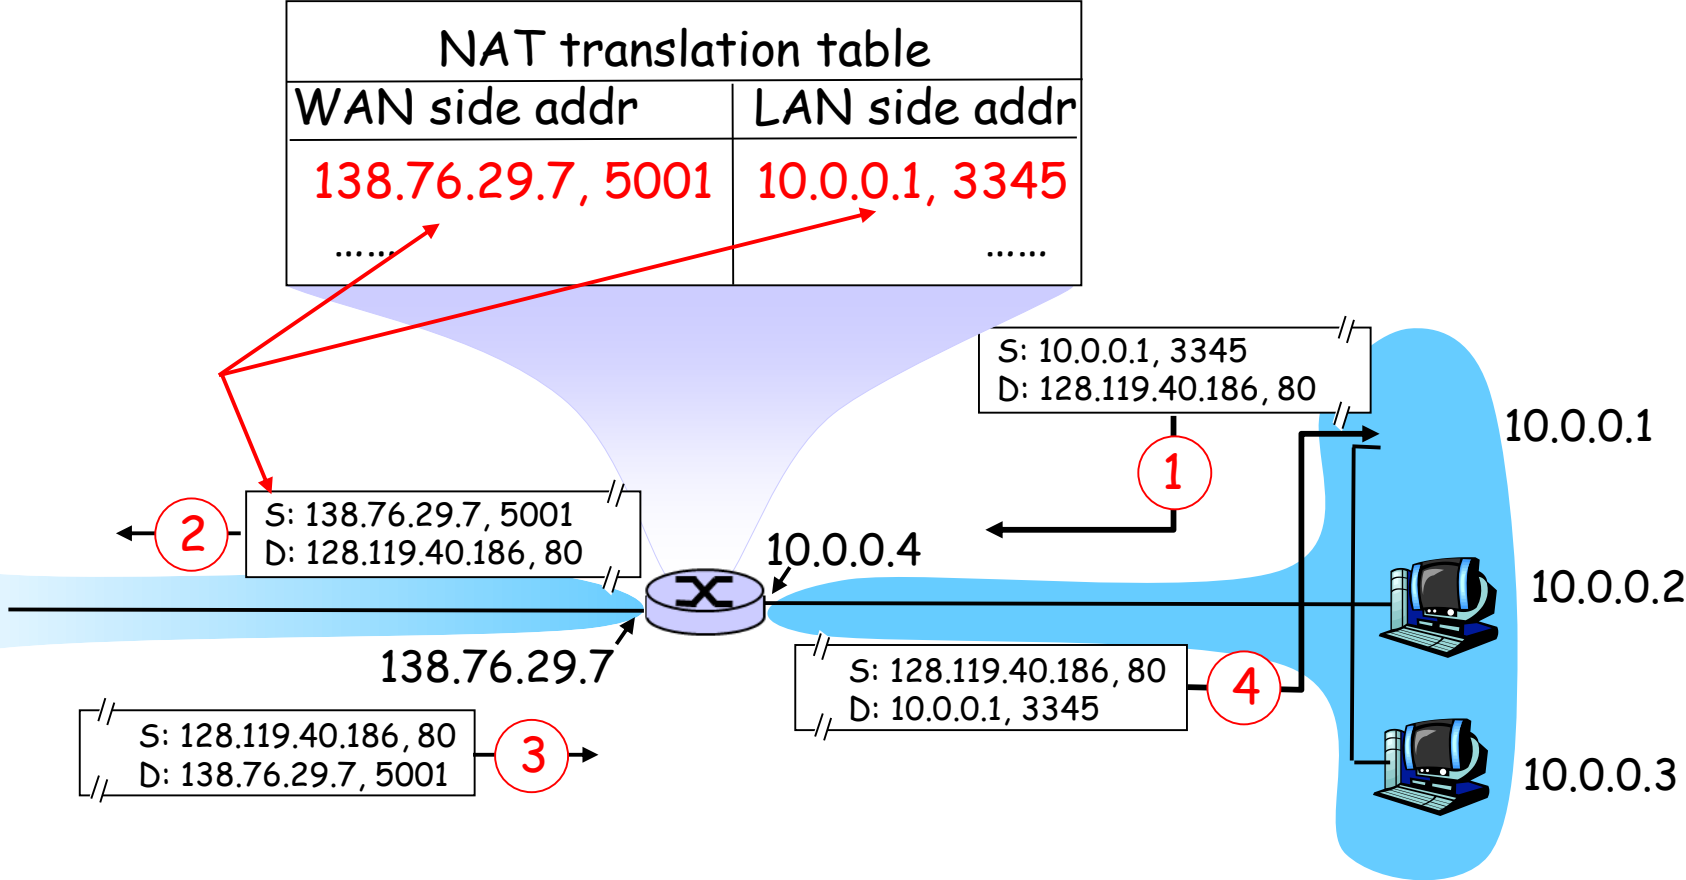 NAT translation table
WAN side addr LAN side addr
138.76.29.7, 5001 10.0.0.1, 3345
...... ......
S: 10.0.0.1, 3345
D: 128.119.40.186, 80
10.0.0.1
1
2
S: 138.76.29.7, 5001
D: 128.119.40.186, 80
10.0.0.4
10.0.0.2
138.76.29.7
S: 128.119.40.186, 80
D: 10.0.0.1, 3345
4
S: 128.119.40.186, 80
D: 138.76.29.7, 5001
3
10.0.0.3